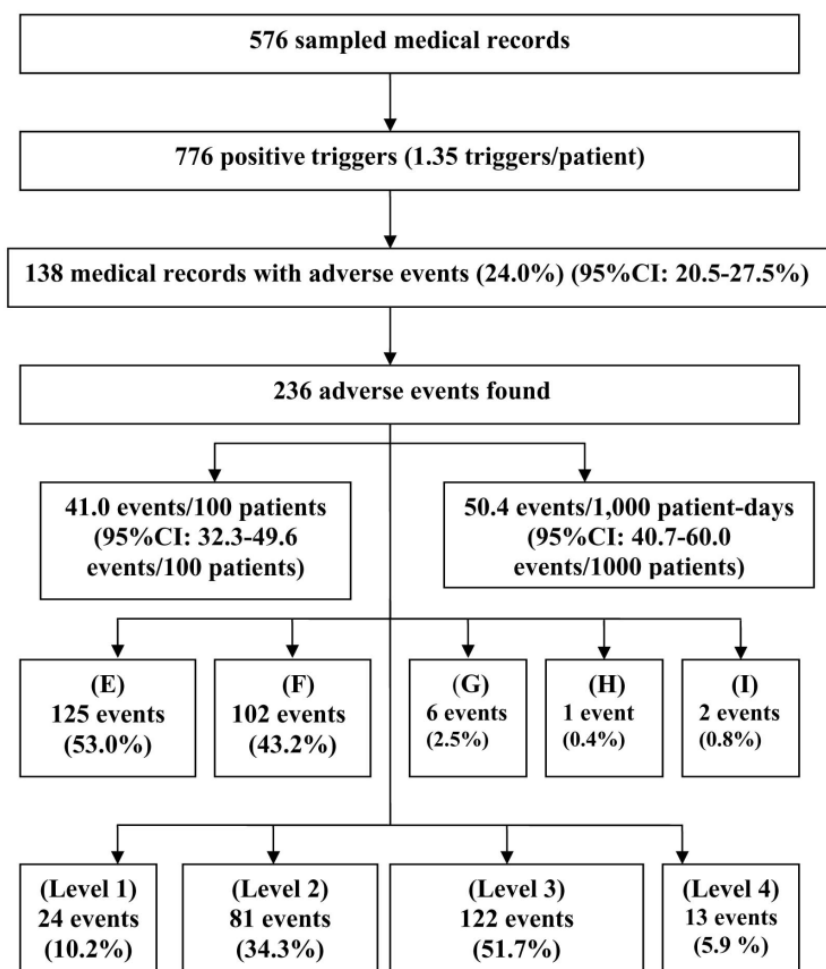 576 sampled medical records
776 positive triggers (1.35 triggers/patient)
138 medical records with adverse events (24.0%) (95%CI: 20.5-27.5%)
236 adverse events found
41.0 events/100 patients
(95%CI: 32.3-49.6
events/100 patients)
50.4 events/1,000 patient-days
(95%CI: 40.7-60.0
events/1000 patients)
(E)
125 events
(53.0%)
(F)
102 events
(43.2%)
(G)
6 events
(2.5%)
(H)
1 event
(0.4%)
(I)
2 events
(0.8%)
(Level 1)
24 events
(10.2%)
(Level 2)
81 events
(34.3%)
(Level 3)
122 events
(51.7%)
(Level 4)
13 events
(5.9 %)